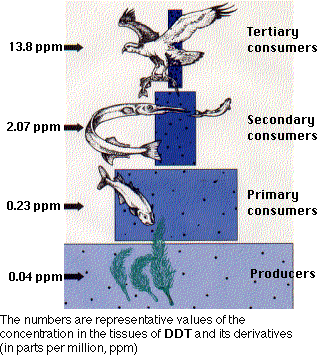 13.8 ppm
Tertiary
consumers
2.07 ppm
Secondary
consumers
0.23 ppm
Primary
consumers
0.04 ppm
Producers
The numbers are representative values of the
concentration in the tissues of DDT and its derivatives
(in parts per million, ppm)